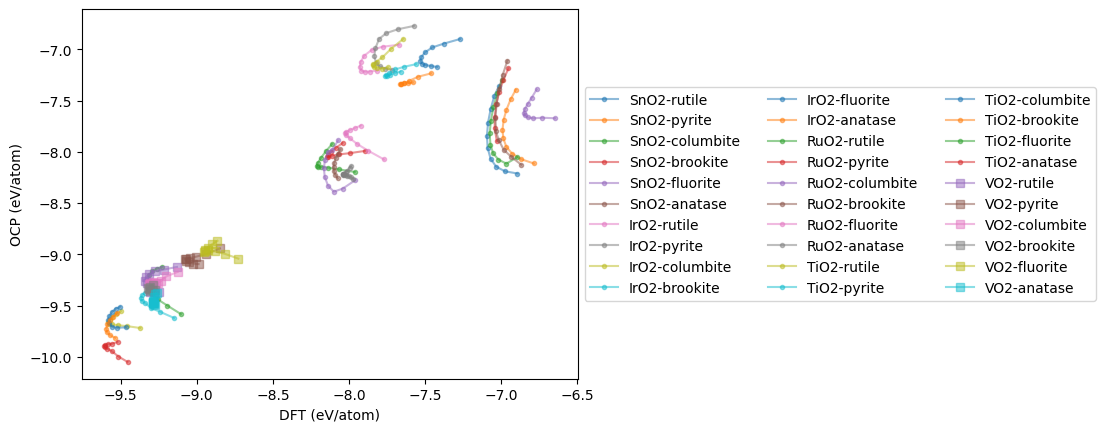 −7.0
−7.5
−8.0
−8.5
−9.0
−9.5
−10.0
OCP (eV/atom)
−9.5 −9.0 −8.5 −8.0 −7.5 −7.0 −6.5
DFT (eV/atom)
SnO2-rutile IrO2-fluorite TiO2-columbite
SnO2-pyrite IrO2-anatase TiO2-brookite
SnO2-columbite RuO2-rutile TiO2-fluorite
SnO2-brookite RuO2-pyrite TiO2-anatase
SnO2-fluorite RuO2-columbite VO2-rutile
SnO2-anatase RuO2-brookite VO2-pyrite
IrO2-rutile RuO2-fluorite VO2-columbite
IrO2-pyrite RuO2-anatase VO2-brookite
IrO2-columbite TiO2-rutile VO2-fluorite
IrO2-brookite TiO2-pyrite VO2-anatase